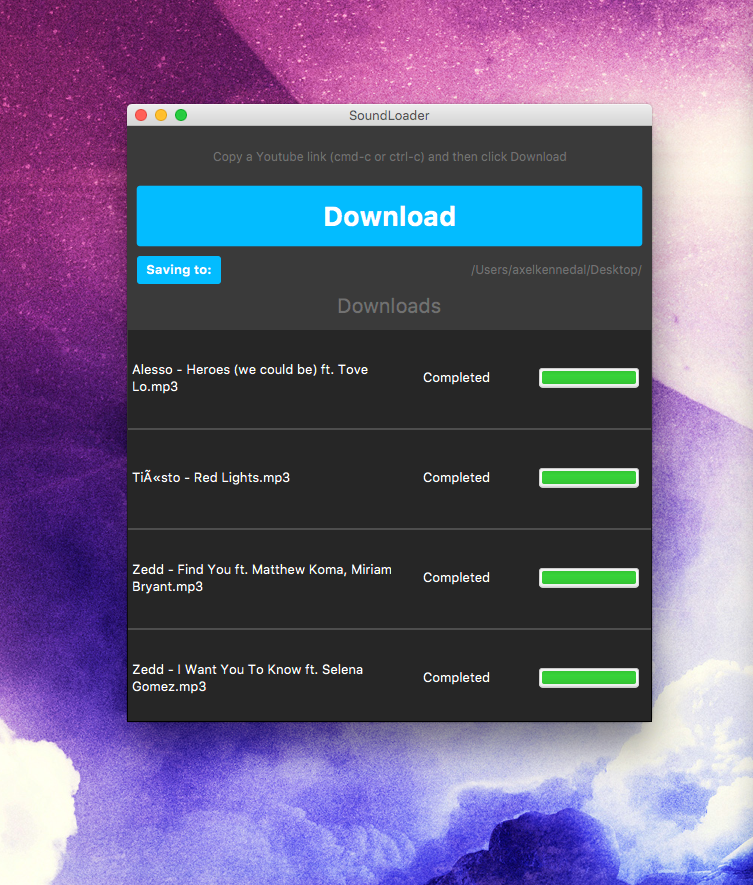 SoundLoader
Copy a Youtube link (cmd-c or ctrl-c) and then click Download
Download
Saving to:
/Users/axelkennedal/Desktop/
Downloads
Alesso - Heroes (we could be) ft. Tove
Lo.mp3
Completed
TiÃ«sto - Red Lights.mp3
Completed
Zedd - Find You ft. Matthew Koma, Miriam
Bryant.mp3
Completed
Zedd - I Want You To Know ft. Selena
Gomez.mp3
Completed